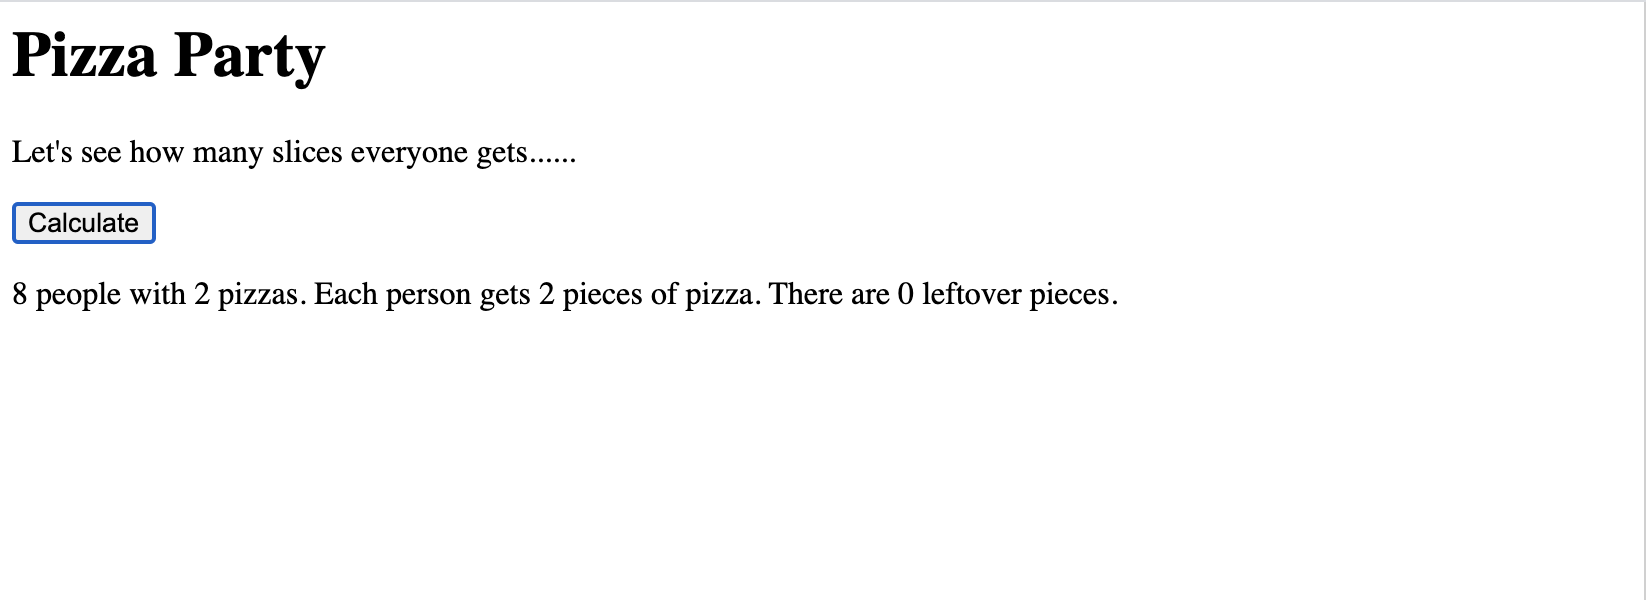 Pizza Party
Let's see how many slices everyone gets......
Calculate
8 people with 2 pizzas. Each person gets 2 pieces of pizza. There are 0 leftover pieces.